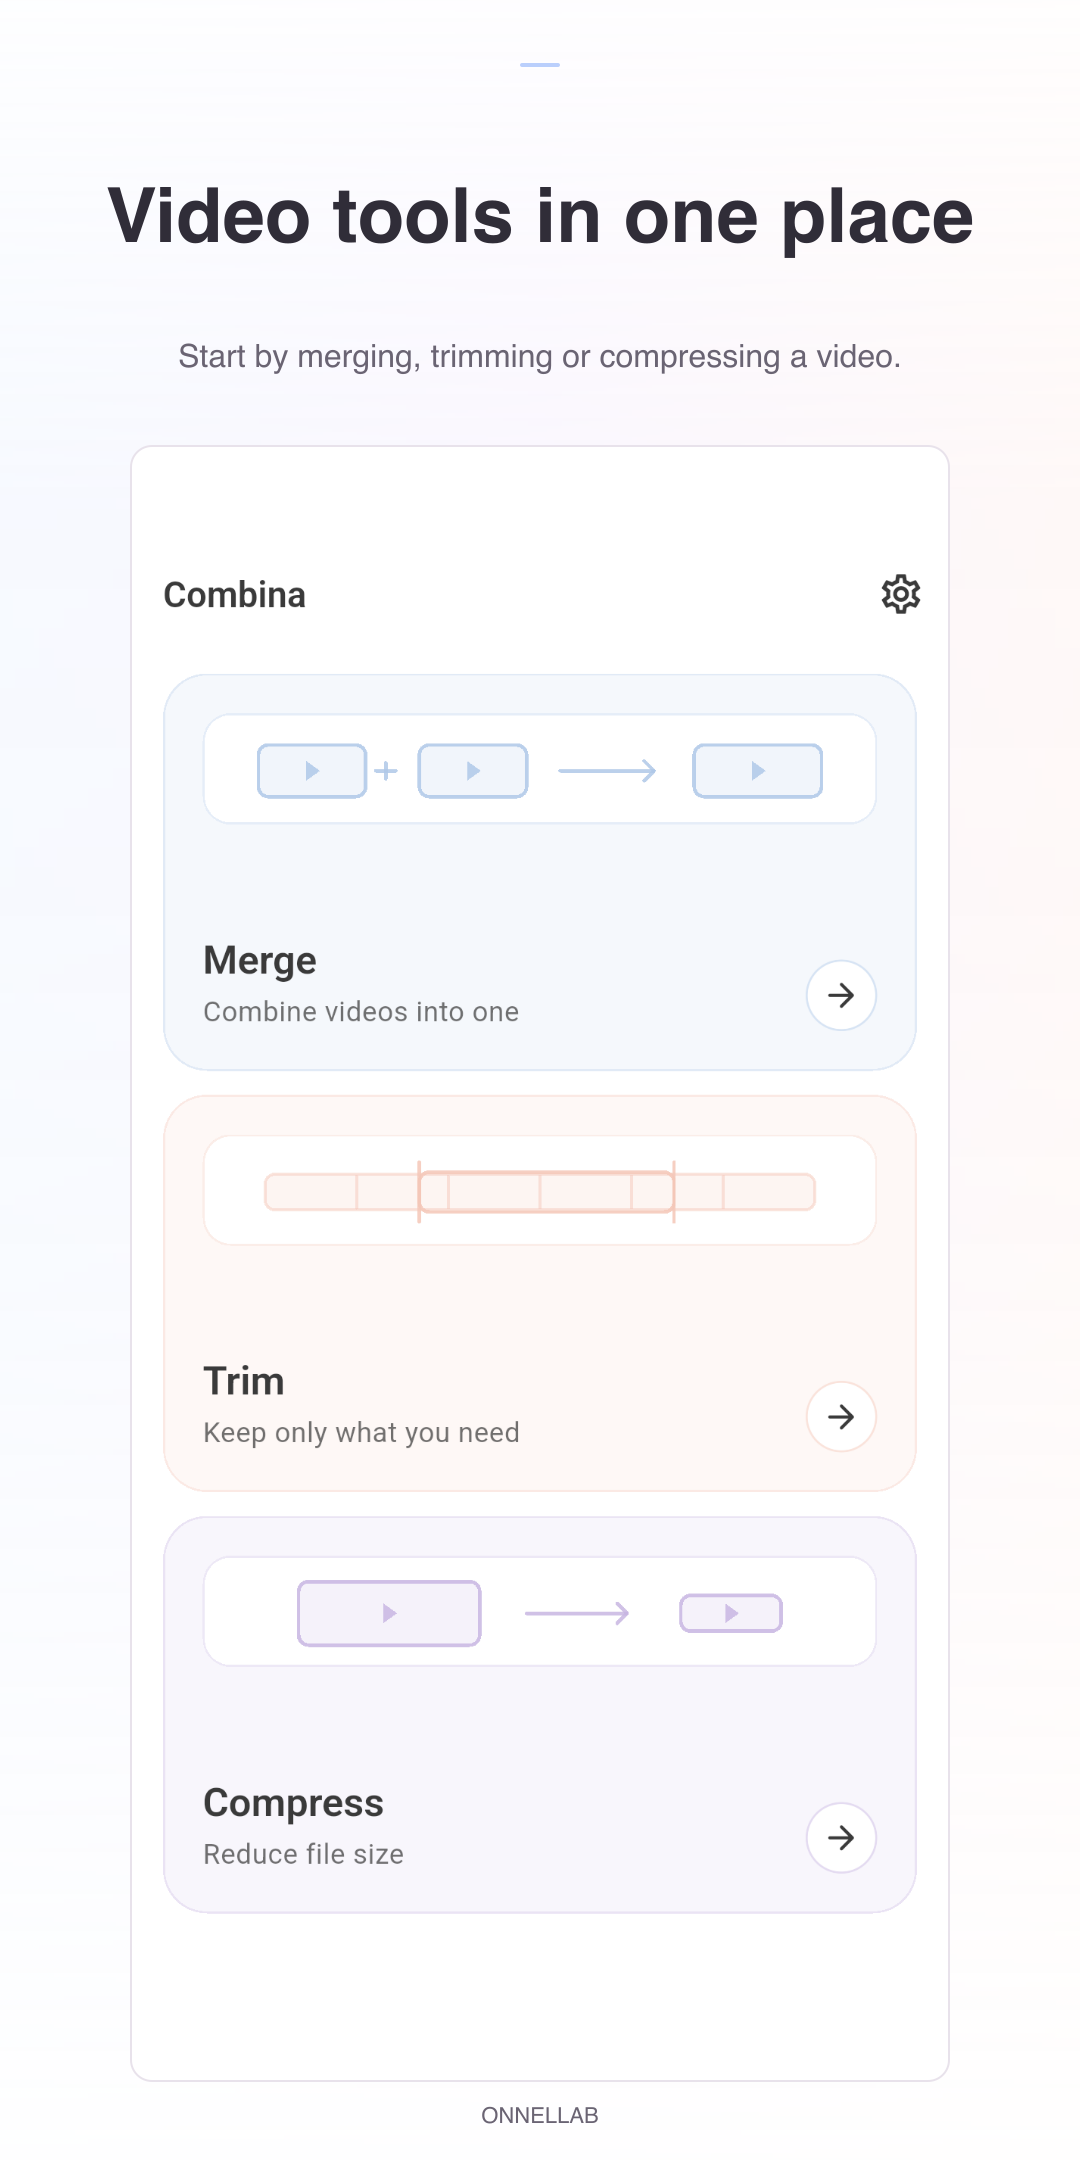 Video tools in one place
Start by merging, trimming or compressing a video.
Combina
Merge
Combine videos into one
Trim
Keep only what you need
Compress
Reduce file size
ONNELLAB